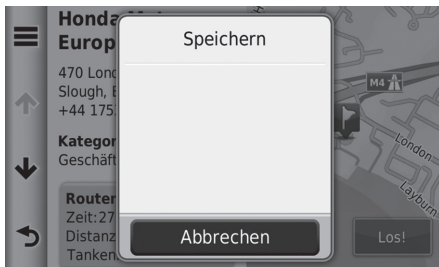 Honda
Europ
470 Lond
Slough, E
+44 175
Kategor
Geschäft
Router
Zeit:27
Distanz
Tanken
Speichern
Abbrechen
M4
London
Layburn
Los!